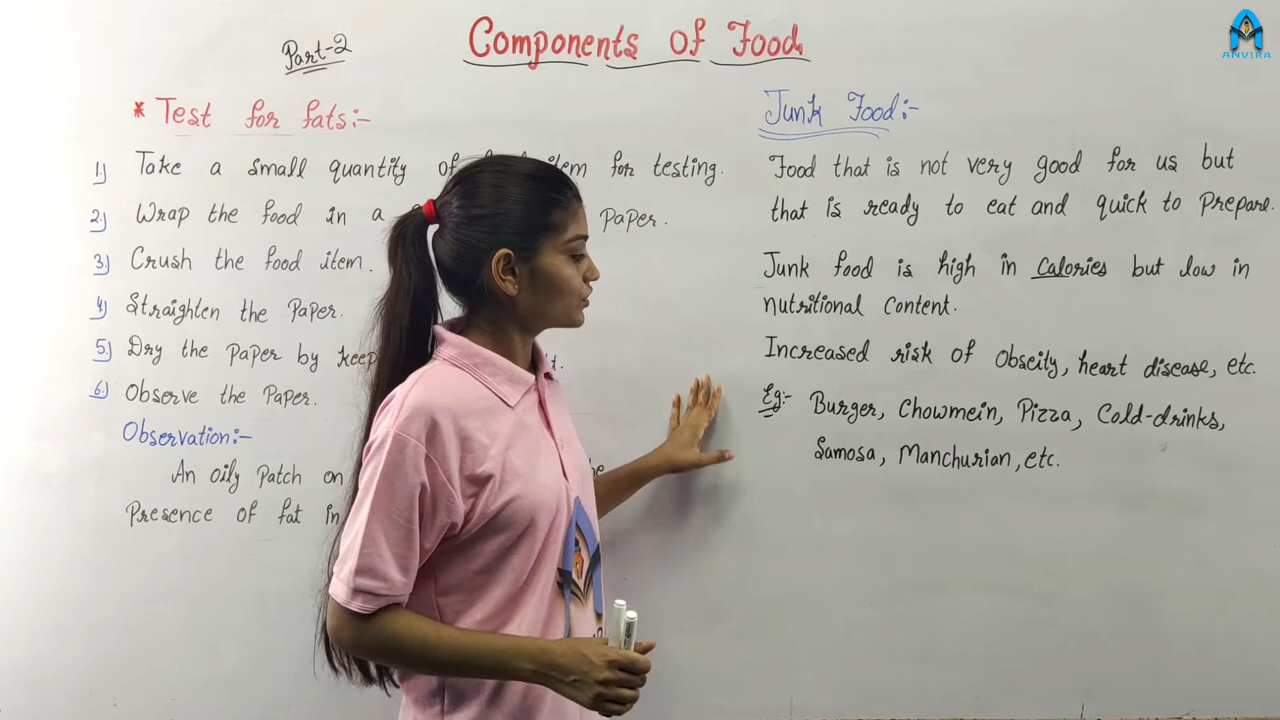 Part-2
Components of Food
ANVIRA
* Test for fats:-
1) Take a small quantity of item for testing.
2) Wrap the food in a paper.
3) Crush the food item.
4) Straighten the Paper.
5) Dry the paper by
6) Observe the Paper.
Observation:-
An oily Patch on
Presence of fat in
Junk Food:-
Food that is not very good for us but
that is ready to eat and quick to Prepare.
Junk food is high in Calories but low in
nutritional Content.
Increased risk of Obseity, heart disease, etc.
Eg:- Burger, Chowmein, Pizza, Cold-drinks,
Samosa, Manchurian, etc.